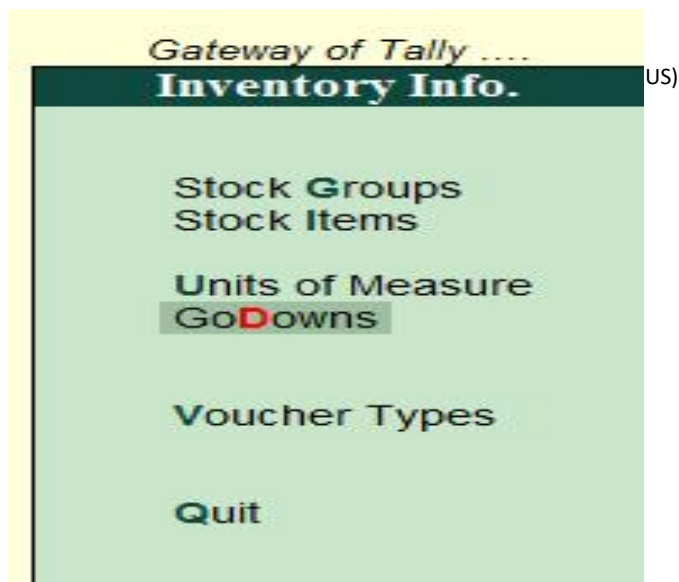 Gateway of Tally ....
US)
Inventory Info.
Stock Groups
Stock Items
Units of Measure
GoDowns
Voucher Types
Quit